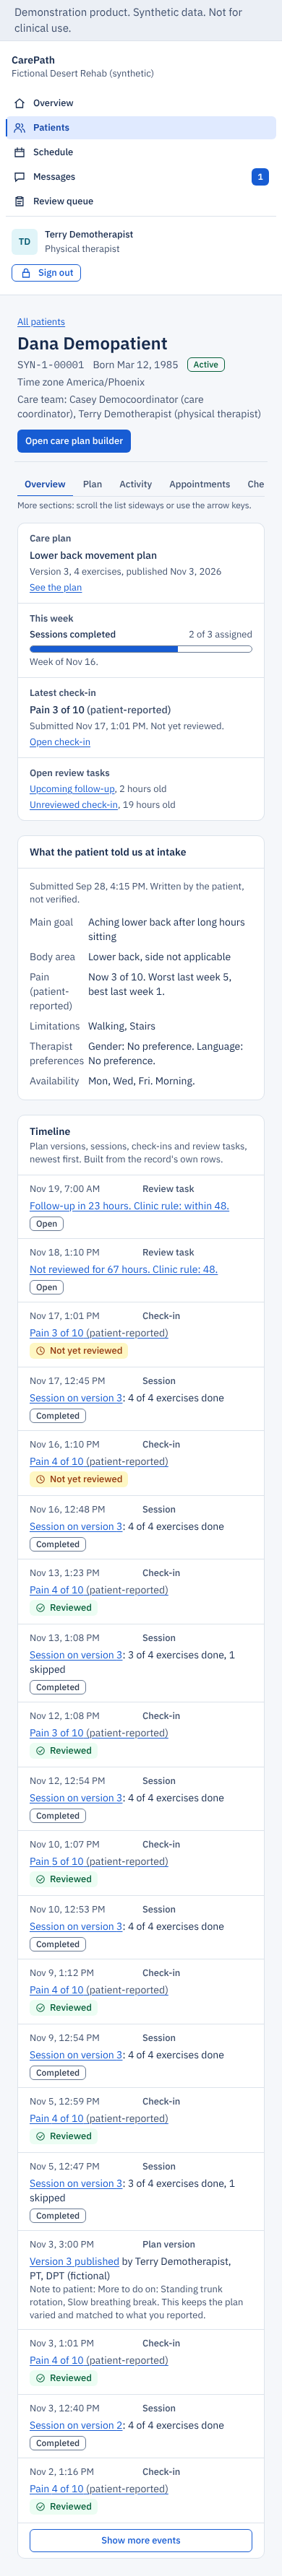 Demonstration product. Synthetic data. Not for
clinical use.
CarePath
Fictional Desert Rehab (synthetic)
Overview
Patients
Schedule
Messages
1
Review queue
TD
Terry Demotherapist
Physical therapist
Sign out
All patients
Dana Demopatient
SYN-1-00001 Born Mar 12, 1985 Active
Time zone America/Phoenix
Care team: Casey Democoordinator (care
coordinator), Terry Demotherapist (physical therapist)
Open care plan builder
Overview Plan Activity Appointments Che
More sections: scroll the list sideways or use the arrow keys.
Care plan
Lower back movement plan
Version 3, 4 exercises, published Nov 3, 2026
See the plan
This week
Sessions completed 2 of 3 assigned
Week of Nov 16.
Latest check-in
Pain 3 of 10 (patient-reported)
Submitted Nov 17, 1:01 PM. Not yet reviewed.
Open check-in
Open review tasks
Upcoming follow-up, 2 hours old
Unreviewed check-in, 19 hours old
What the patient told us at intake
Submitted Sep 28, 4:15 PM. Written by the patient,
not verified.
Main goal Aching lower back after long hours
sitting
Body area Lower back, side not applicable
Pain
(patient-
reported)
Now 3 of 10. Worst last week 5,
best last week 1.
Limitations Walking, Stairs
Therapist
preferences
Gender: No preference. Language:
No preference.
Availability Mon, Wed, Fri. Morning.
Timeline
Plan versions, sessions, check-ins and review tasks,
newest first. Built from the record's own rows.
Nov 19, 7:00 AM Review task
Follow-up in 23 hours. Clinic rule: within 48.
Open
Nov 18, 1:10 PM Review task
Not reviewed for 67 hours. Clinic rule: 48.
Open
Nov 17, 1:01 PM Check-in
Pain 3 of 10 (patient-reported)
Not yet reviewed
Nov 17, 12:45 PM Session
Session on version 3: 4 of 4 exercises done
Completed
Nov 16, 1:10 PM Check-in
Pain 4 of 10 (patient-reported)
Not yet reviewed
Nov 16, 12:48 PM Session
Session on version 3: 4 of 4 exercises done
Completed
Nov 13, 1:23 PM Check-in
Pain 4 of 10 (patient-reported)
Reviewed
Nov 13, 1:08 PM Session
Session on version 3: 3 of 4 exercises done, 1
skipped
Completed
Nov 12, 1:08 PM Check-in
Pain 3 of 10 (patient-reported)
Reviewed
Nov 12, 12:54 PM Session
Session on version 3: 4 of 4 exercises done
Completed
Nov 10, 1:07 PM Check-in
Pain 5 of 10 (patient-reported)
Reviewed
Nov 10, 12:53 PM Session
Session on version 3: 4 of 4 exercises done
Completed
Nov 9, 1:12 PM Check-in
Pain 4 of 10 (patient-reported)
Reviewed
Nov 9, 12:54 PM Session
Session on version 3: 4 of 4 exercises done
Completed
Nov 5, 12:59 PM Check-in
Pain 4 of 10 (patient-reported)
Reviewed
Nov 5, 12:47 PM Session
Session on version 3: 3 of 4 exercises done, 1
skipped
Completed
Nov 3, 3:00 PM Plan version
Version 3 published by Terry Demotherapist,
PT, DPT (fictional)
Note to patient: More to do on: Standing trunk
rotation, Slow breathing break. This keeps the plan
varied and matched to what you reported.
Nov 3, 1:01 PM Check-in
Pain 4 of 10 (patient-reported)
Reviewed
Nov 3, 12:40 PM Session
Session on version 2: 4 of 4 exercises done
Completed
Nov 2, 1:16 PM Check-in
Pain 4 of 10 (patient-reported)
Reviewed
Show more events